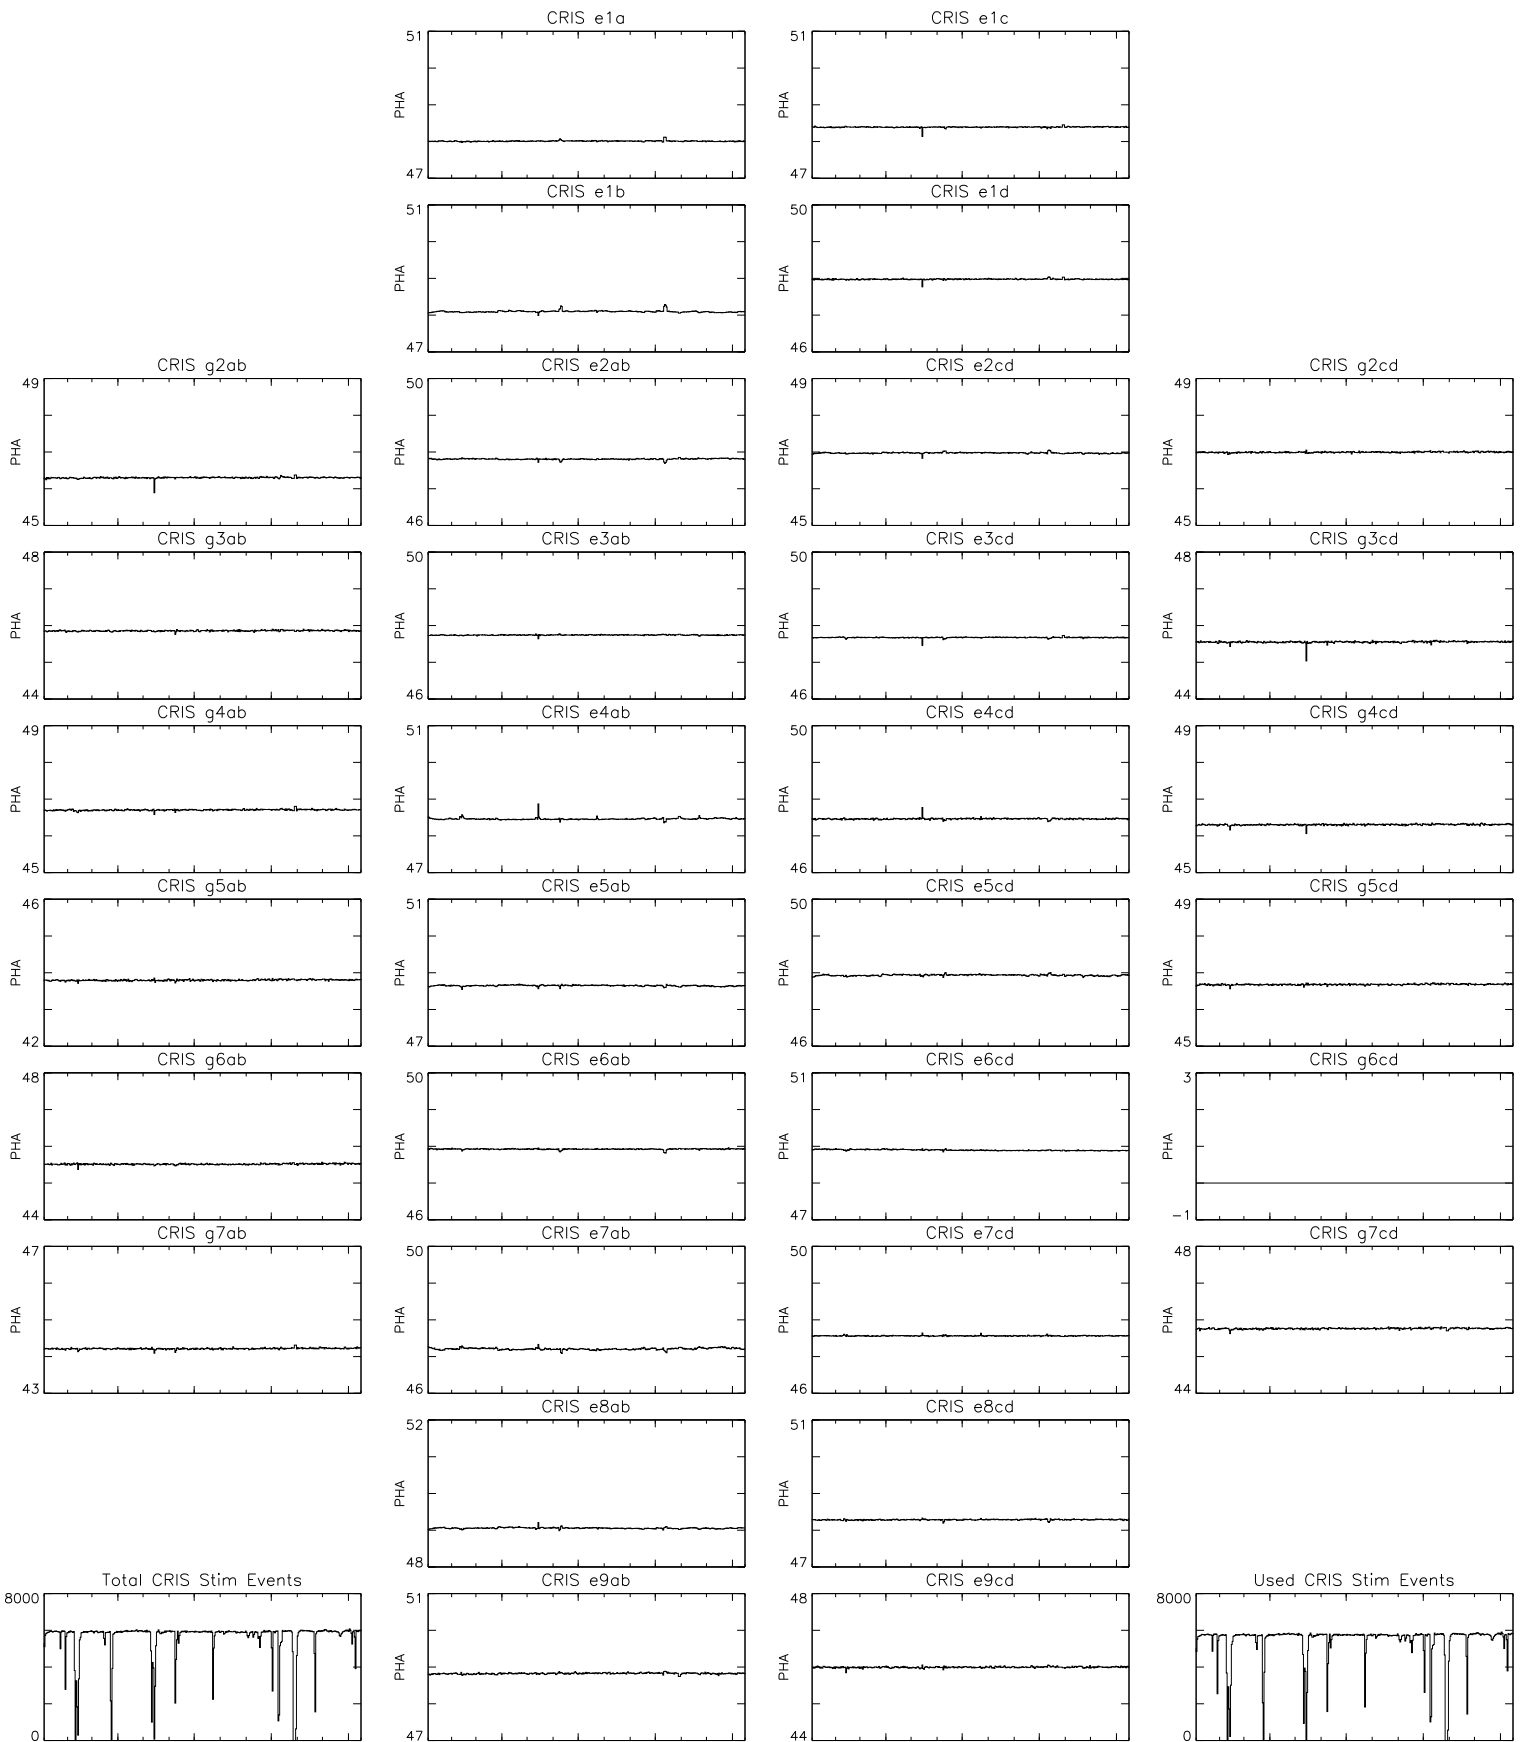 CRIS e1a
51
PHA
47
CRIS e1c
51
PHA
47
CRIS e1b
51
PHA
47
CRIS e1d
50
PHA
46
CRIS g2ab
49
PHA
45
CRIS e2ab
50
PHA
46
CRIS e2cd
49
PHA
45
CRIS g2cd
49
PHA
45
CRIS g3ab
48
PHA
44
CRIS e3ab
50
PHA
46
CRIS e3cd
50
PHA
46
CRIS g3cd
48
PHA
44
CRIS g4ab
49
PHA
45
CRIS e4ab
51
PHA
47
CRIS e4cd
50
PHA
46
CRIS g4cd
49
PHA
45
CRIS g5ab
46
PHA
42
CRIS e5ab
51
PHA
47
CRIS e5cd
50
PHA
46
CRIS g5cd
49
PHA
45
CRIS g6ab
48
PHA
44
CRIS e6ab
50
PHA
46
CRIS e6cd
51
PHA
47
CRIS g6cd
3
PHA
-1
CRIS g7ab
47
PHA
43
CRIS e7ab
50
PHA
46
CRIS e7cd
50
PHA
46
CRIS g7cd
48
PHA
44
CRIS e8ab
52
PHA
48
CRIS e8cd
51
PHA
47
Total CRIS Stim Events
8000
0
CRIS e9ab
51
PHA
47
CRIS e9cd
48
PHA
44
Used CRIS Stim Events
8000
0